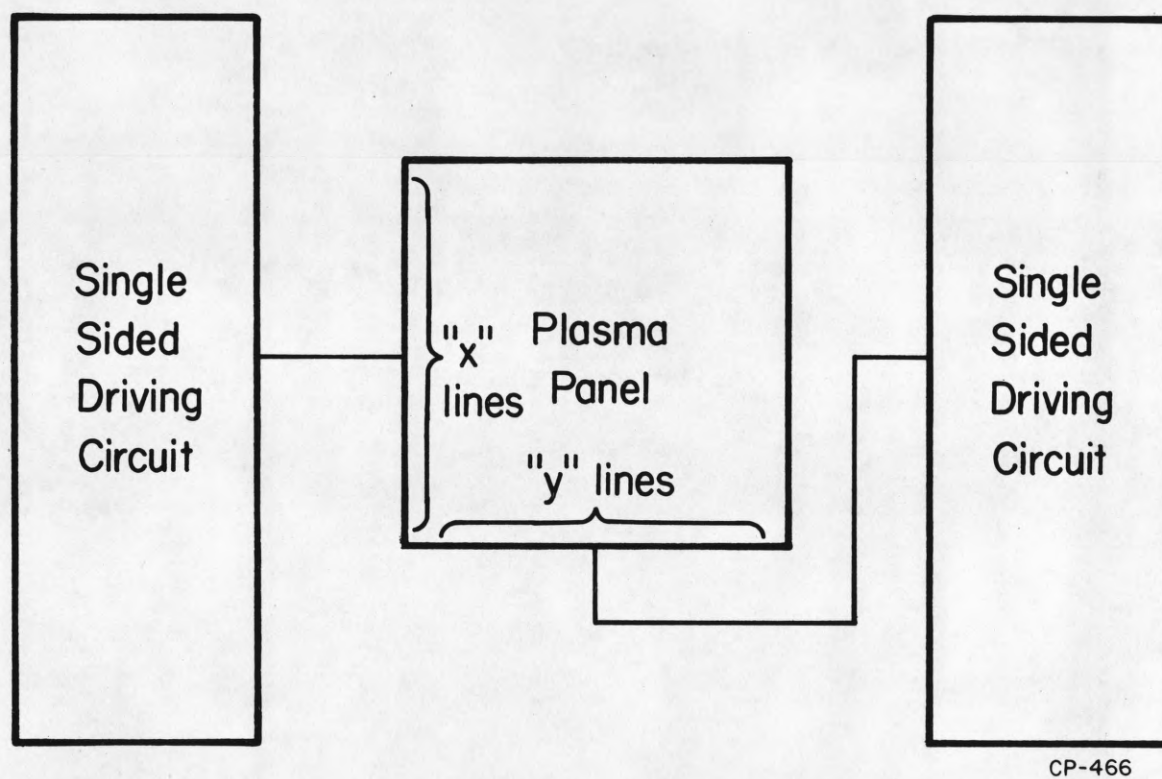 Single
Sided
Driving
Circuit
"x"
lines
Plasma
Panel
"y" lines
Single
Sided
Driving
Circuit
CP-466